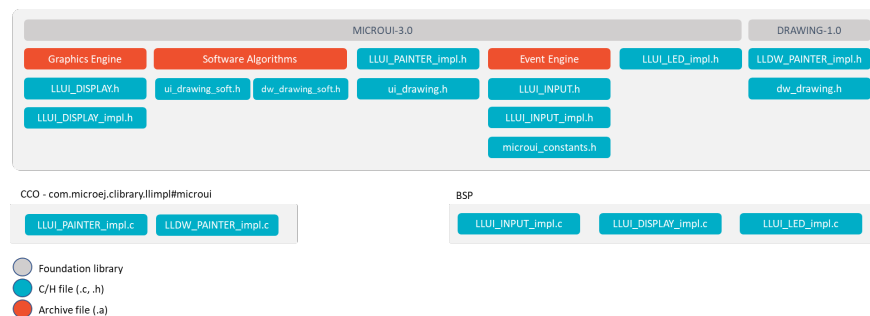 MICROUI-3.0
DRAWING-1.0
Graphics Engine
Software Algorithms
LLUI_PAINTER_impl.h
Event Engine
LLUI_LED_impl.h
LLDW_PAINTER_impl.h
LLUI_DISPLAY.h
ui_drawing_soft.h
dw_drawing_soft.h
ui_drawing.h
LLUI_INPUT.h
dw_drawing.h
LLUI_DISPLAY_impl.h
LLUI_INPUT_impl.h
microui_constants.h
CCO - com.microej.clibrary.llimpl#microui
BSP
LLUI_PAINTER_impl.c
LLDW_PAINTER_impl.c
LLUI_INPUT_impl.c
LLUI_DISPLAY_impl.c
LLUI_LED_impl.c
Foundation library
C/H file (.c, .h)
Archive file (.a)